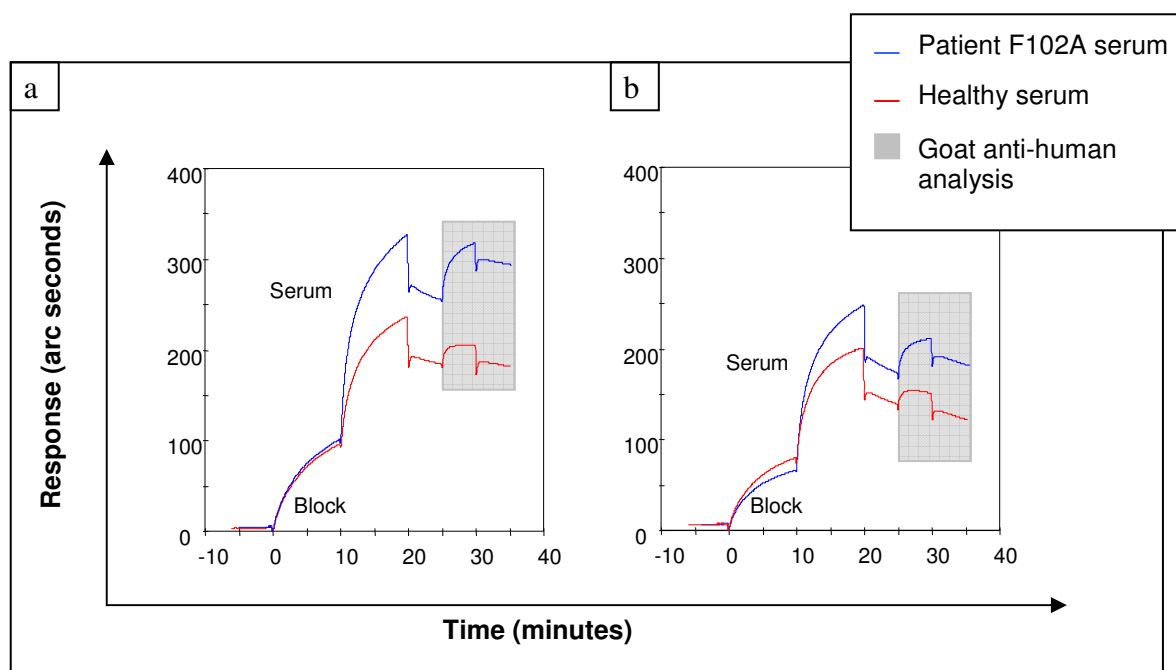 a
b
Patient F102A serum
Healthy serum
Goat anti-human
analysis
Response (arc seconds)
400
300
200
100
0
-10
0
10
20
30
40
Serum
Block
400
300
200
100
0
-10
0
10
20
30
40
Serum
Block
Time (minutes)